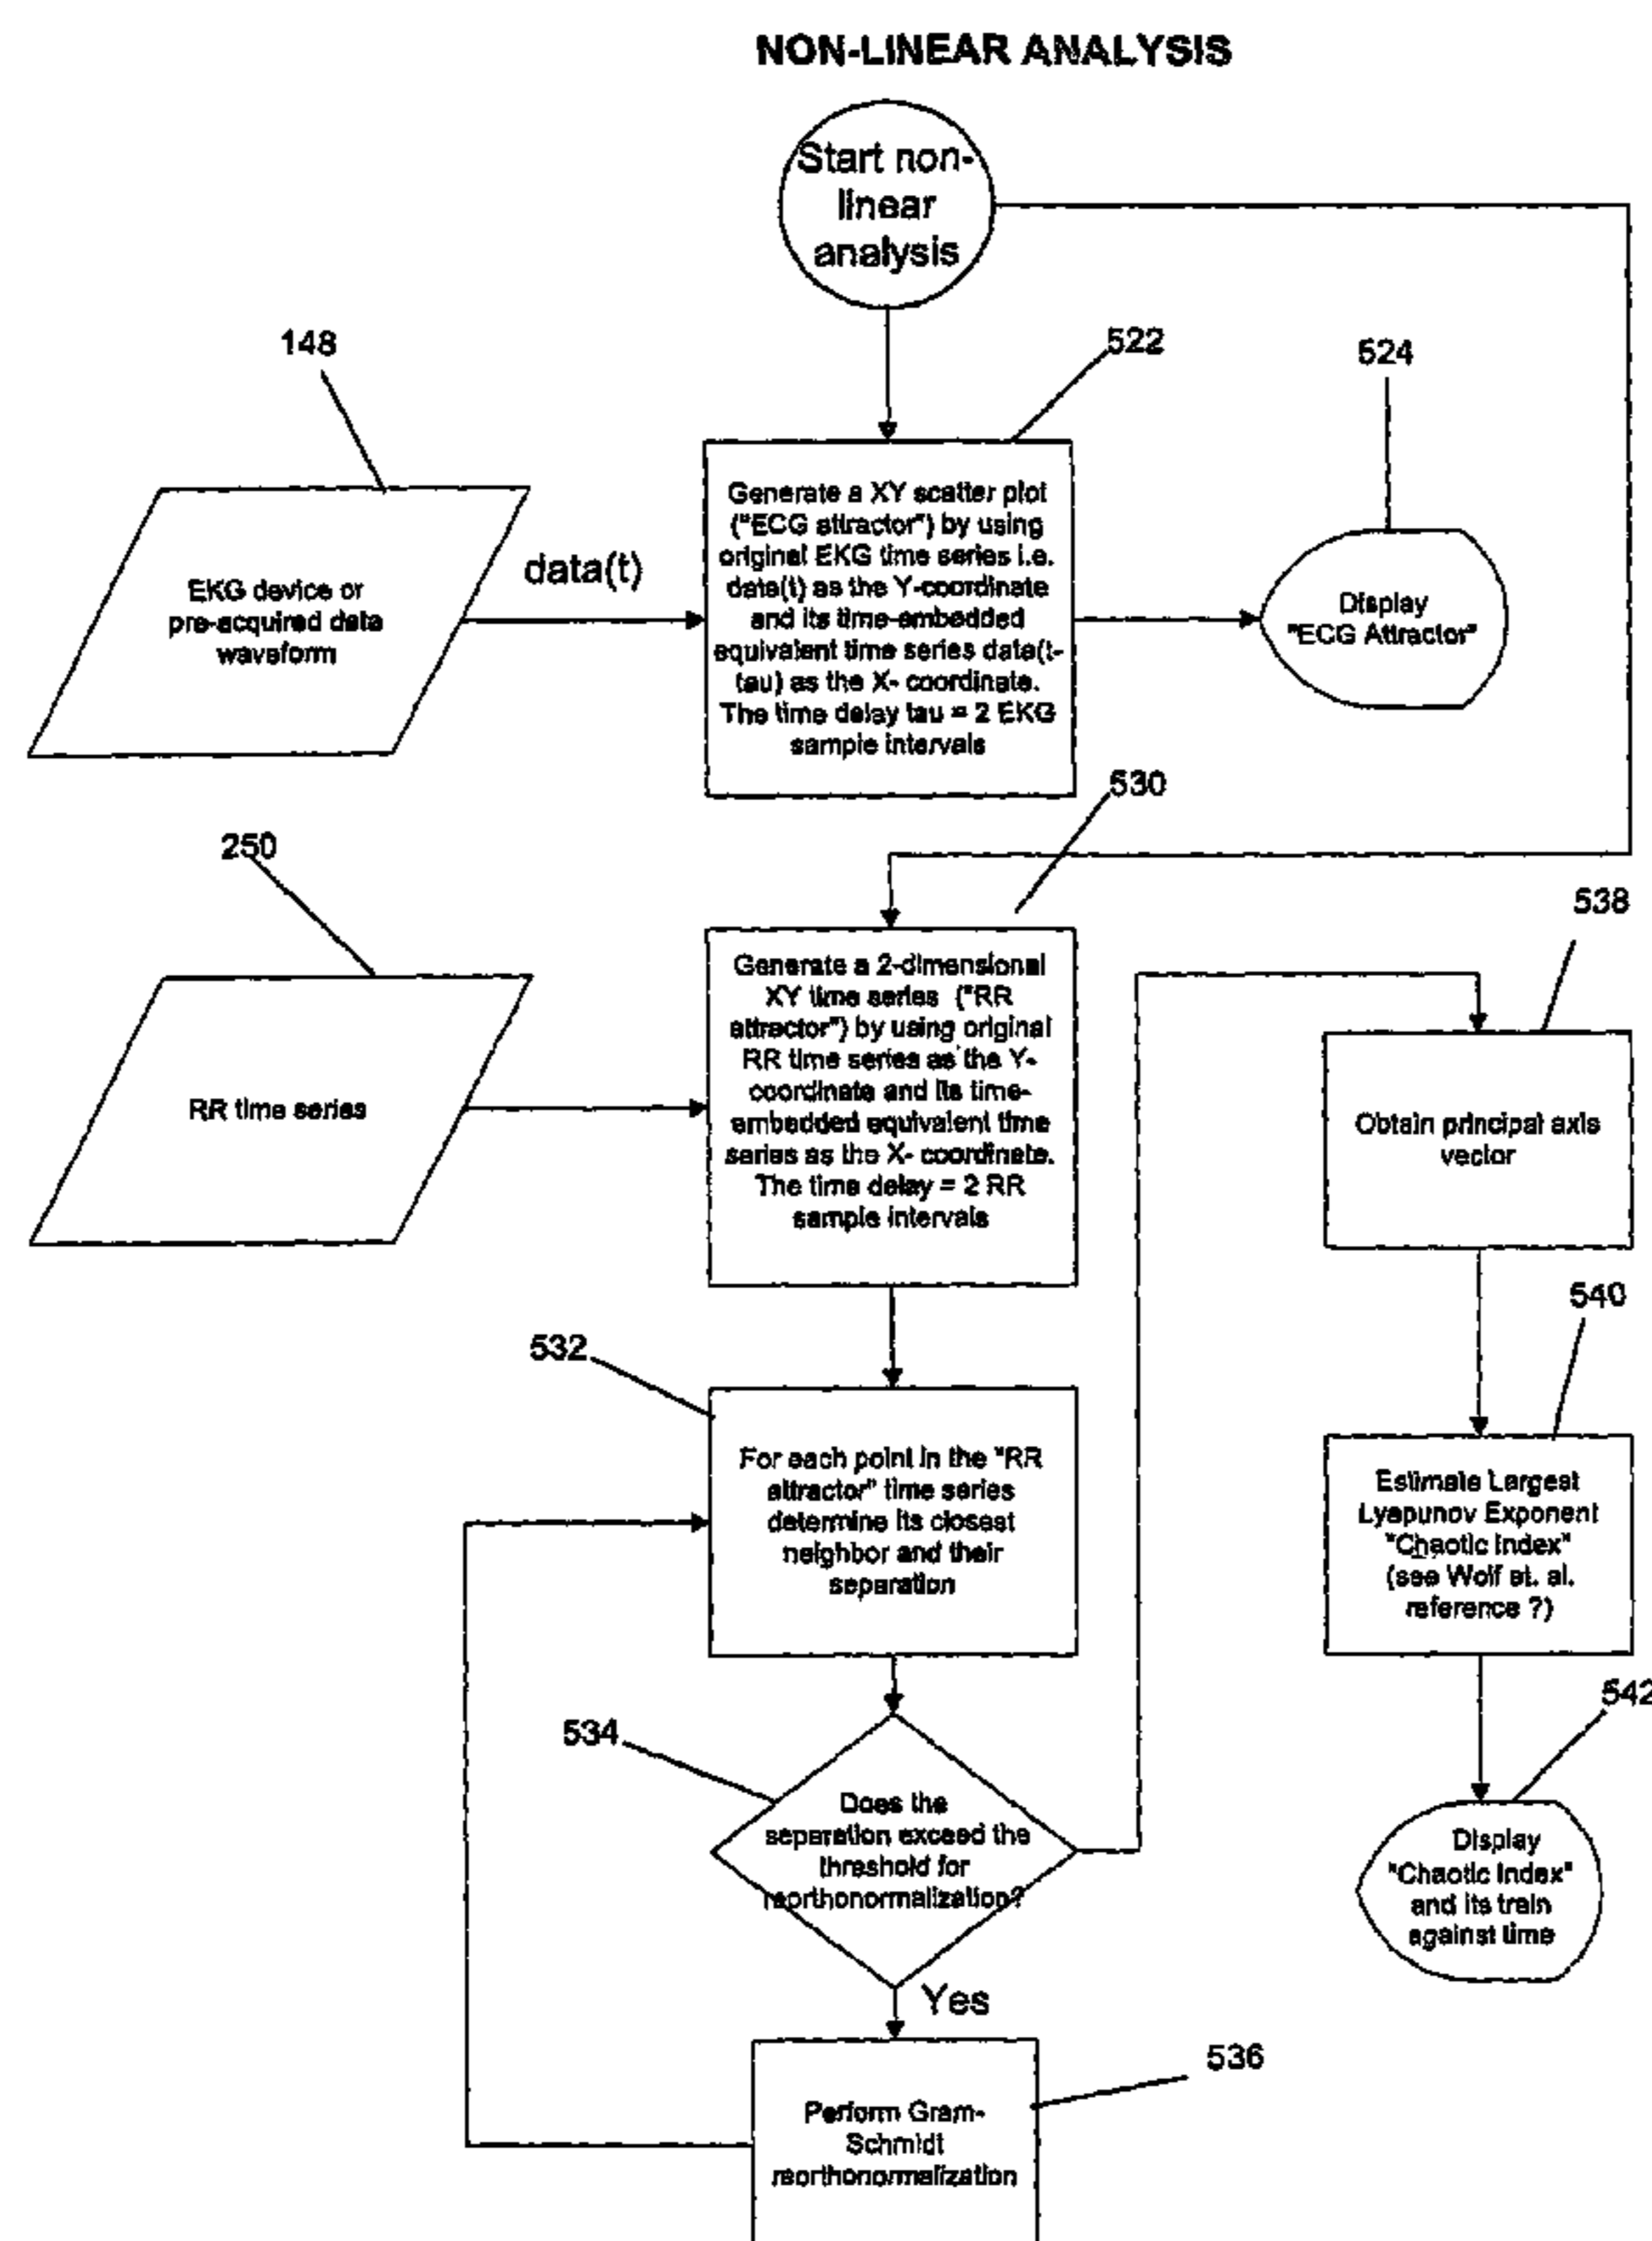 NON-LINEAR ANALYSIS
Start non-
linear
analysis
148
522
524
EKG device or
pre-acquired data
waveform
data(t)
Generate a XY scatter plot
("ECG attractor") by using
original EKG time series i.e.
data(t) as the Y-coordinate
and its time-embedded
equivalent time series data(t-
tau) as the X- coordinate.
The time delay tau = 2 EKG
sample intervals
Display
"ECG Attractor"
530
250
538
RR time series
Generate a 2-dimensional
XY time series ("RR
attractor") by using original
RR time series as the Y-
coordinate and its time-
embedded equivalent time
series as the X- coordinate.
The time delay = 2 RR
sample intervals
Obtain principal axis
vector
540
532
For each point in the "RR
attractor" time series
determine its closest
neighbor and their
separation
Estimate Largest
Lyapunov Exponent
"Chaotic Index"
(see Wolf et. al.
reference ?)
542
534
Does the
separation exceed the
threshold for
reorthonormalization?
Display
"Chaotic Index"
and its train
against time
Yes
536
Perform Gram-
Schmidt
reorthonormalization